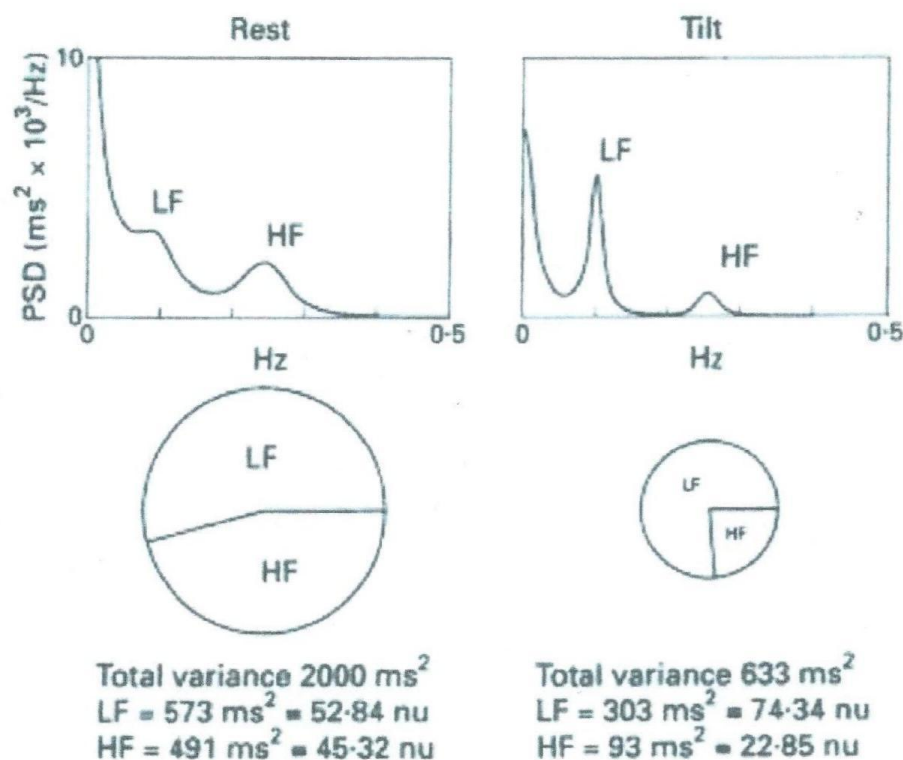 Rest
Tilt
PSD (ms² × 10³/Hz)
10
0
LF
HF
0
0·5
Hz
LF
HF
0
0·5
Hz
LF
HF
LF
HF
Total variance 2000 ms²
LF = 573 ms² = 52·84 nu
HF = 491 ms² = 45·32 nu
Total variance 633 ms²
LF = 303 ms² = 74·34 nu
HF = 93 ms² = 22·85 nu